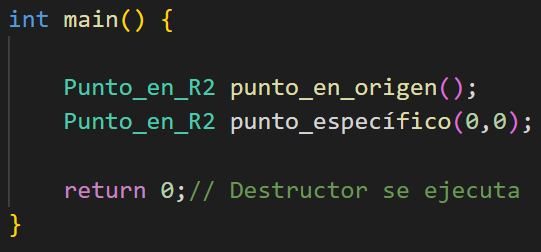 int main() {
Punto_en_R2 punto_en_origen();
Punto_en_R2 punto_específico(0,0);
return 0;// Destructor se ejecuta
}